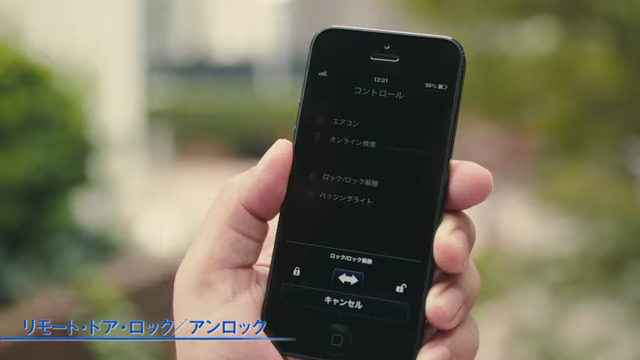 12:31
89%
コントロール
エアコン
オンライン検索
ロック/ロック解除
パッシングライト
ロック/ロック解除
キャンセル
リモート・ドア・ロック／アンロック